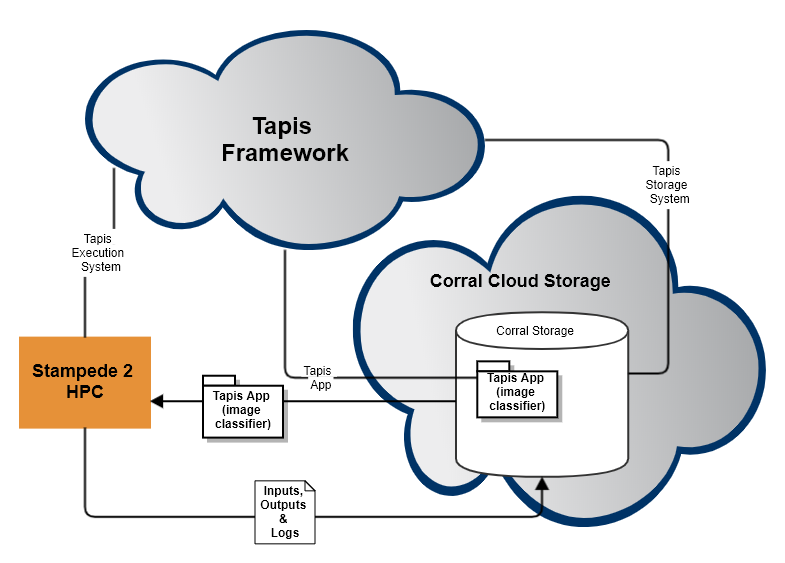 Tapis
Framework
Tapis
Storage
System
Tapis
Execution
System
Corral Cloud Storage
Corral Storage
Stampede 2
HPC
Tapis
App
Tapis App
(image
classifier)
Tapis App
(image
classifier)
Inputs,
Outputs
&
Logs